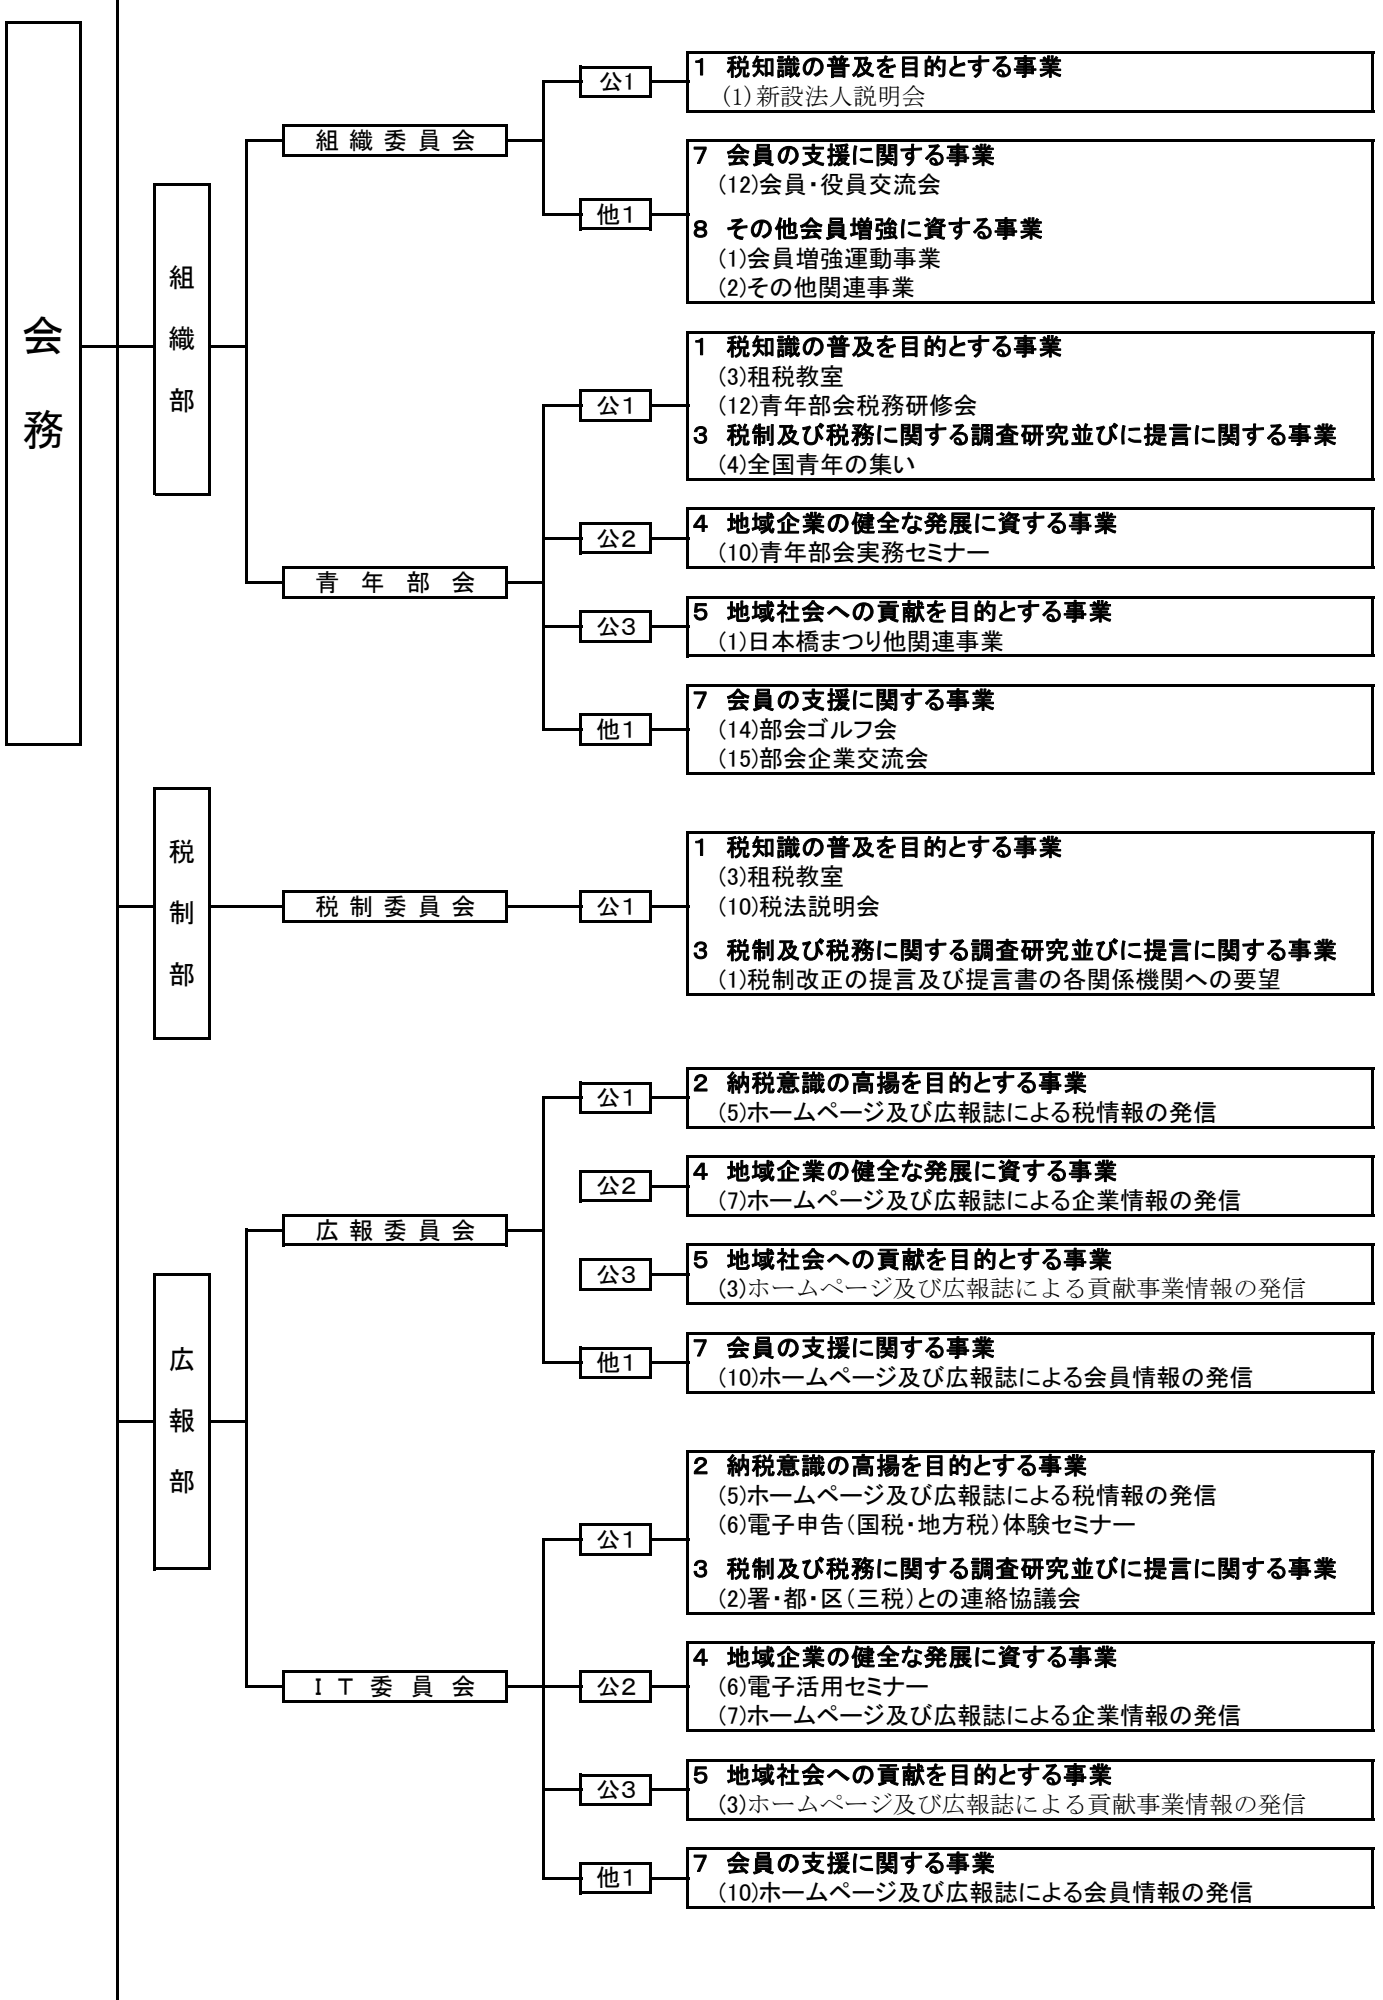 会務
組織部
組織委員会
公1
1 税知識の普及を目的とする事業
(1)新設法人説明会
他1
7 会員の支援に関する事業
(12)会員・役員交流会
8 その他会員増強に資する事業
(1)会員増強運動事業
(2)その他関連事業
青年部会
公1
1 税知識の普及を目的とする事業
(3)租税教室
(12)青年部会税務研修会
3 税制及び税務に関する調査研究並びに提言に関する事業
(4)全国青年の集い
公2
4 地域企業の健全な発展に資する事業
(10)青年部会実務セミナー
公3
5 地域社会への貢献を目的とする事業
(1)日本橋まつり他関連事業
他1
7 会員の支援に関する事業
(14)部会ゴルフ会
(15)部会企業交流会
税制部
税制委員会
公1
1 税知識の普及を目的とする事業
(3)租税教室
(10)税法説明会
3 税制及び税務に関する調査研究並びに提言に関する事業
(1)税制改正の提言及び提言書の各関係機関への要望
広報部
広報委員会
公1
2 納税意識の高揚を目的とする事業
(5)ホームページ及び広報誌による税情報の発信
公2
4 地域企業の健全な発展に資する事業
(7)ホームページ及び広報誌による企業情報の発信
公3
5 地域社会への貢献を目的とする事業
(3)ホームページ及び広報誌による貢献事業情報の発信
他1
7 会員の支援に関する事業
(10)ホームページ及び広報誌による会員情報の発信
IT委員会
公1
2 納税意識の高揚を目的とする事業
(5)ホームページ及び広報誌による税情報の発信
(6)電子申告(国税・地方税)体験セミナー
3 税制及び税務に関する調査研究並びに提言に関する事業
(2)署・都・区(三税)との連絡協議会
公2
4 地域企業の健全な発展に資する事業
(6)電子活用セミナー
(7)ホームページ及び広報誌による企業情報の発信
公3
5 地域社会への貢献を目的とする事業
(3)ホームページ及び広報誌による貢献事業情報の発信
他1
7 会員の支援に関する事業
(10)ホームページ及び広報誌による会員情報の発信